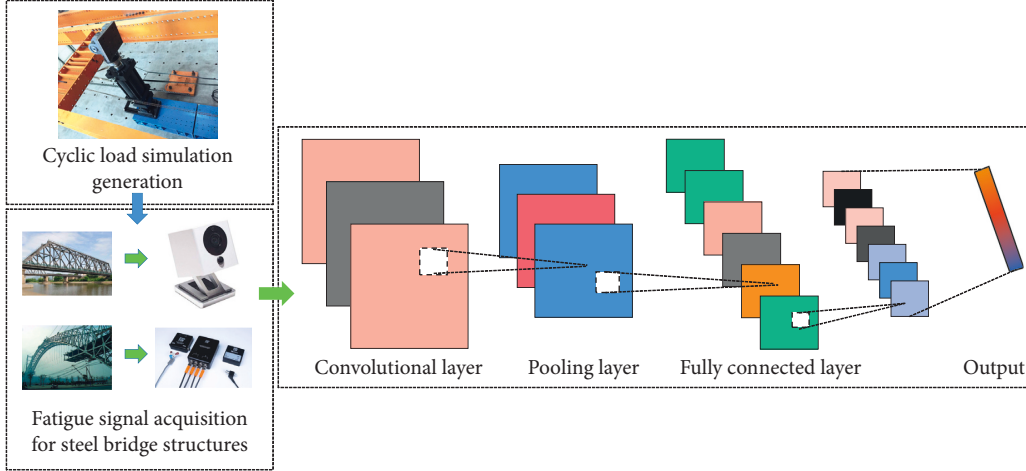 Cyclic load simulation
generation
Fatigue signal acquisition
for steel bridge structures
Convolutional layer
Pooling layer
Fully connected layer
Output